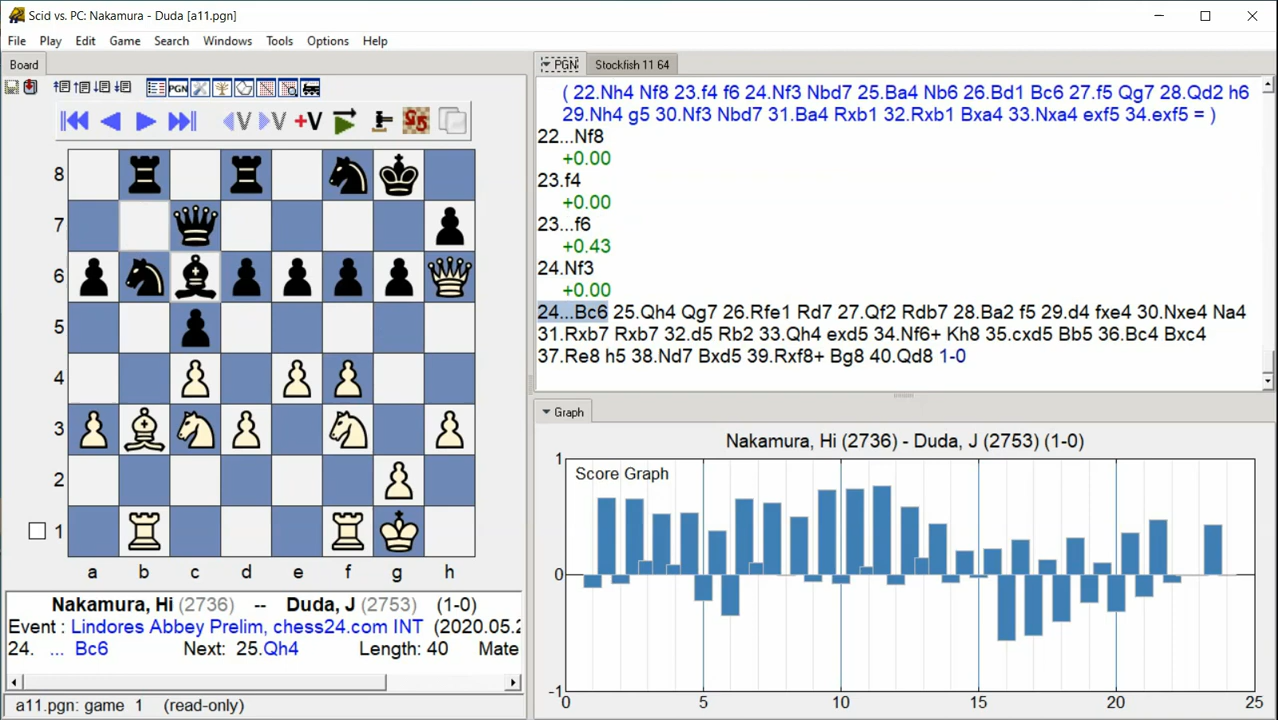 Scid vs. PC: Nakamura - Duda [a11.pgn]
File Play Edit Game Search Windows Tools Options Help
Board
PGN
+V
8
7
6
5
4
3
2
1
a b c d e f g h
Nakamura, Hi (2736) -- Duda, J (2753) (1-0)
Event : Lindores Abbey Prelim, chess24.com INT (2020.05.2
24. ... Bc6 Next: 25.Qh4 Length: 40 Mate
a11.pgn: game 1 (read-only)
PGN Stockfish 11 64
( 22.Nh4 Nf8 23.f4 f6 24.Nf3 Nbd7 25.Ba4 Nb6 26.Bd1 Bc6 27.f5 Qg7 28.Qd2 h6
29.Nh4 g5 30.Nf3 Nbd7 31.Ba4 Rxb1 32.Rxb1 Bxa4 33.Nxa4 exf5 34.exf5 = )
22...Nf8
+0.00
23.f4
+0.00
23...f6
+0.43
24.Nf3
+0.00
24...Bc6 25.Qh4 Qg7 26.Rfe1 Rd7 27.Qf2 Rdb7 28.Ba2 f5 29.d4 fxe4 30.Nxe4 Na4
31.Rxb7 Rxb7 32.d5 Rb2 33.Qh4 exd5 34.Nf6+ Kh8 35.cxd5 Bb5 36.Bc4 Bxc4
37.Re8 h5 38.Nd7 Bxd5 39.Rxf8+ Bg8 40.Qd8 1-0
Graph
Nakamura, Hi (2736) - Duda, J (2753) (1-0)
Score Graph
1
0
-1
0 5 10 15 20 25